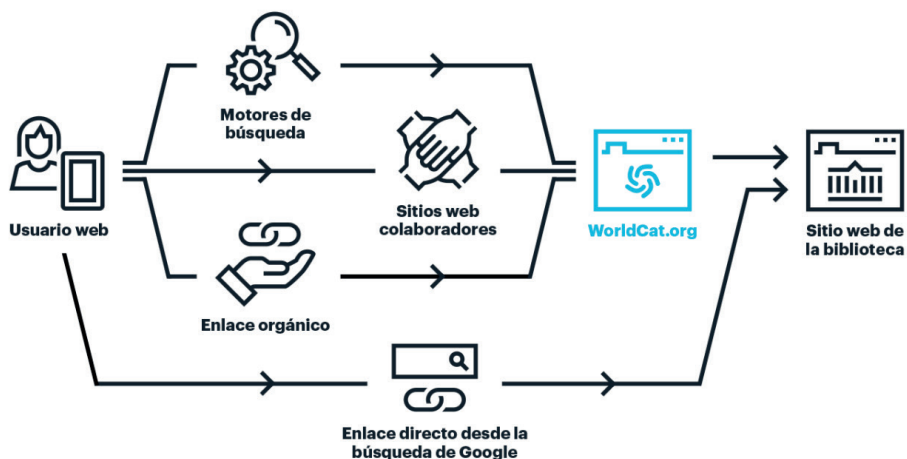 Motores de
búsqueda
Usuario web
Sitios web
colaboradores
WorldCat.org
Sitio web de
la biblioteca
Enlace orgánico
Enlace directo desde la
búsqueda de Google